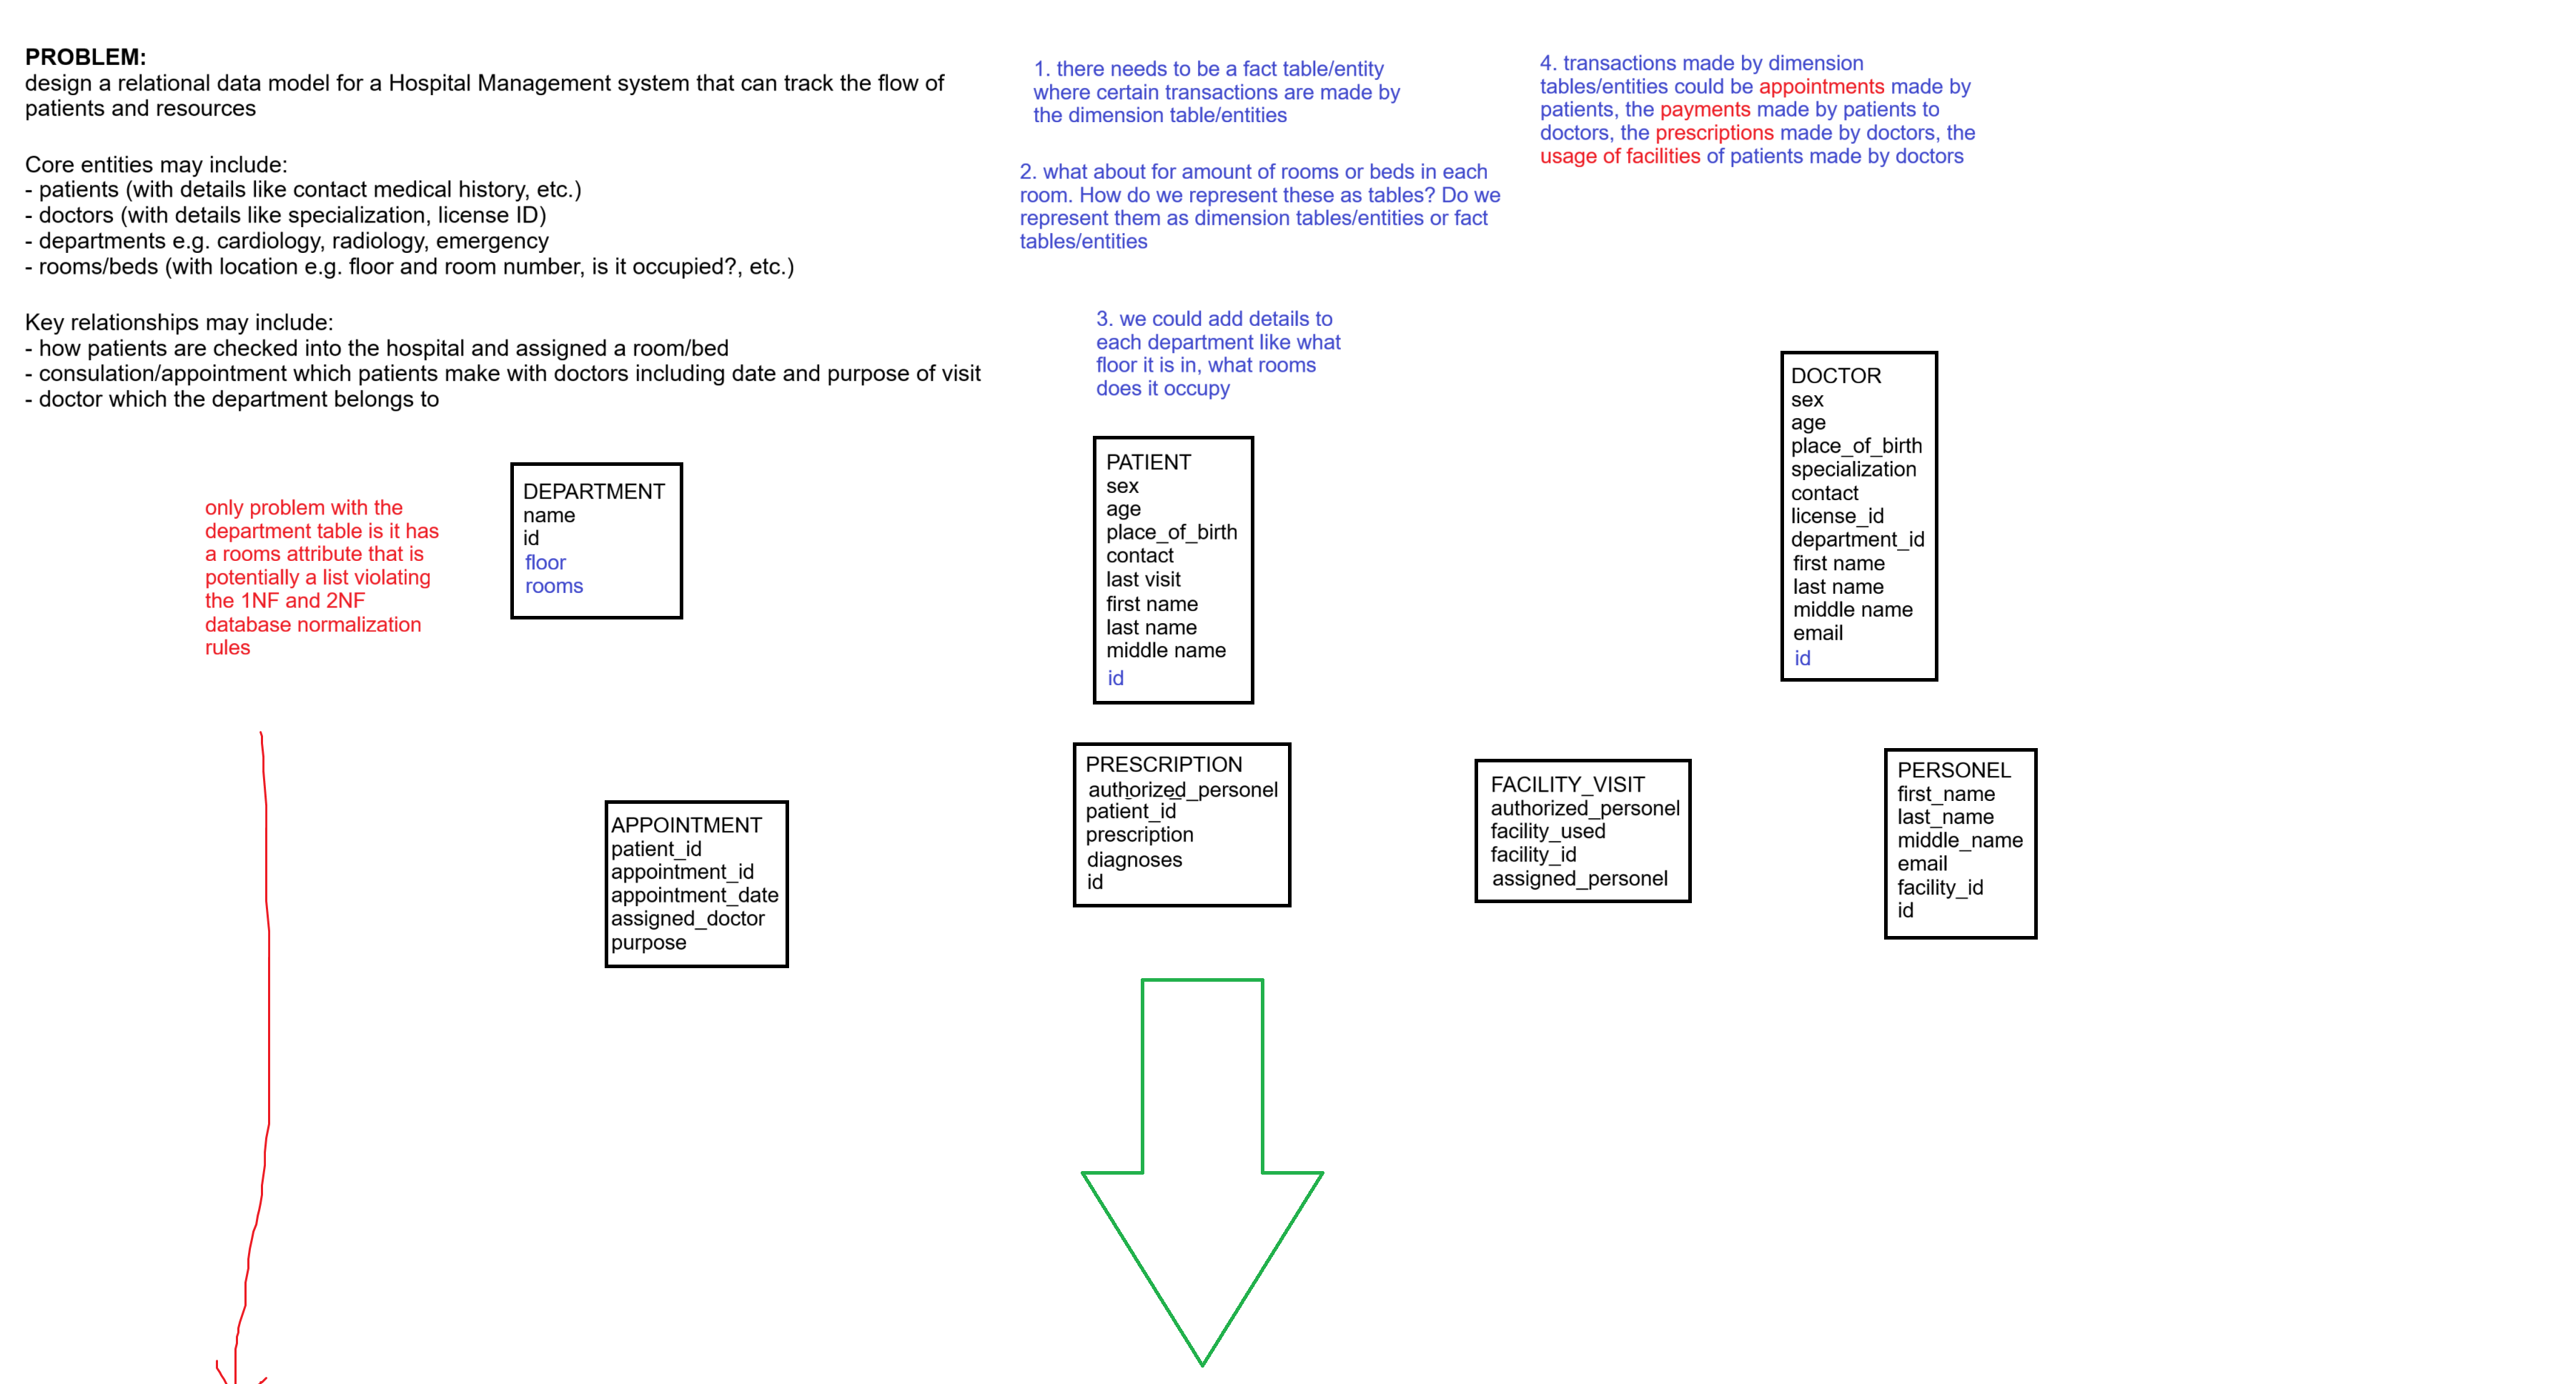 PROBLEM:
design a relational data model for a Hospital Management system that can track the flow of
patients and resources
Core entities may include:
- patients (with details like contact medical history, etc.)
- doctors (with details like specialization, license ID)
- departments e.g. cardiology, radiology, emergency
- rooms/beds (with location e.g. floor and room number, is it occupied?, etc.)
Key relationships may include:
- how patients are checked into the hospital and assigned a room/bed
- consulation/appointment which patients make with doctors including date and purpose of visit
- doctor which the department belongs to
1. there needs to be a fact table/entity
where certain transactions are made by
the dimension table/entities
2. what about for amount of rooms or beds in each
room. How do we represent these as tables? Do we
represent them as dimension tables/entities or fact
tables/entities
3. we could add details to
each department like what
floor it is in, what rooms
does it occupy
4. transactions made by dimension
tables/entities could be appointments made by
patients, the payments made by patients to
doctors, the prescriptions made by doctors, the
usage of facilities of patients made by doctors
only problem with the
department table is it has
a rooms attribute that is
potentially a list violating
the 1NF and 2NF
database normalization
rules
DEPARTMENT
name
id
floor
rooms
PATIENT
sex
age
place_of_birth
contact
last visit
first name
last name
middle name
id
DOCTOR
sex
age
place_of_birth
specialization
contact
license_id
department_id
first name
last name
middle name
email
id
APPOINTMENT
patient_id
appointment_id
appointment_date
assigned_doctor
purpose
PRESCRIPTION
authorized_personel
patient_id
prescription
diagnoses
id
FACILITY_VISIT
authorized_personel
facility_used
facility_id
assigned_personel
PERSONEL
first_name
last_name
middle_name
email
facility_id
id